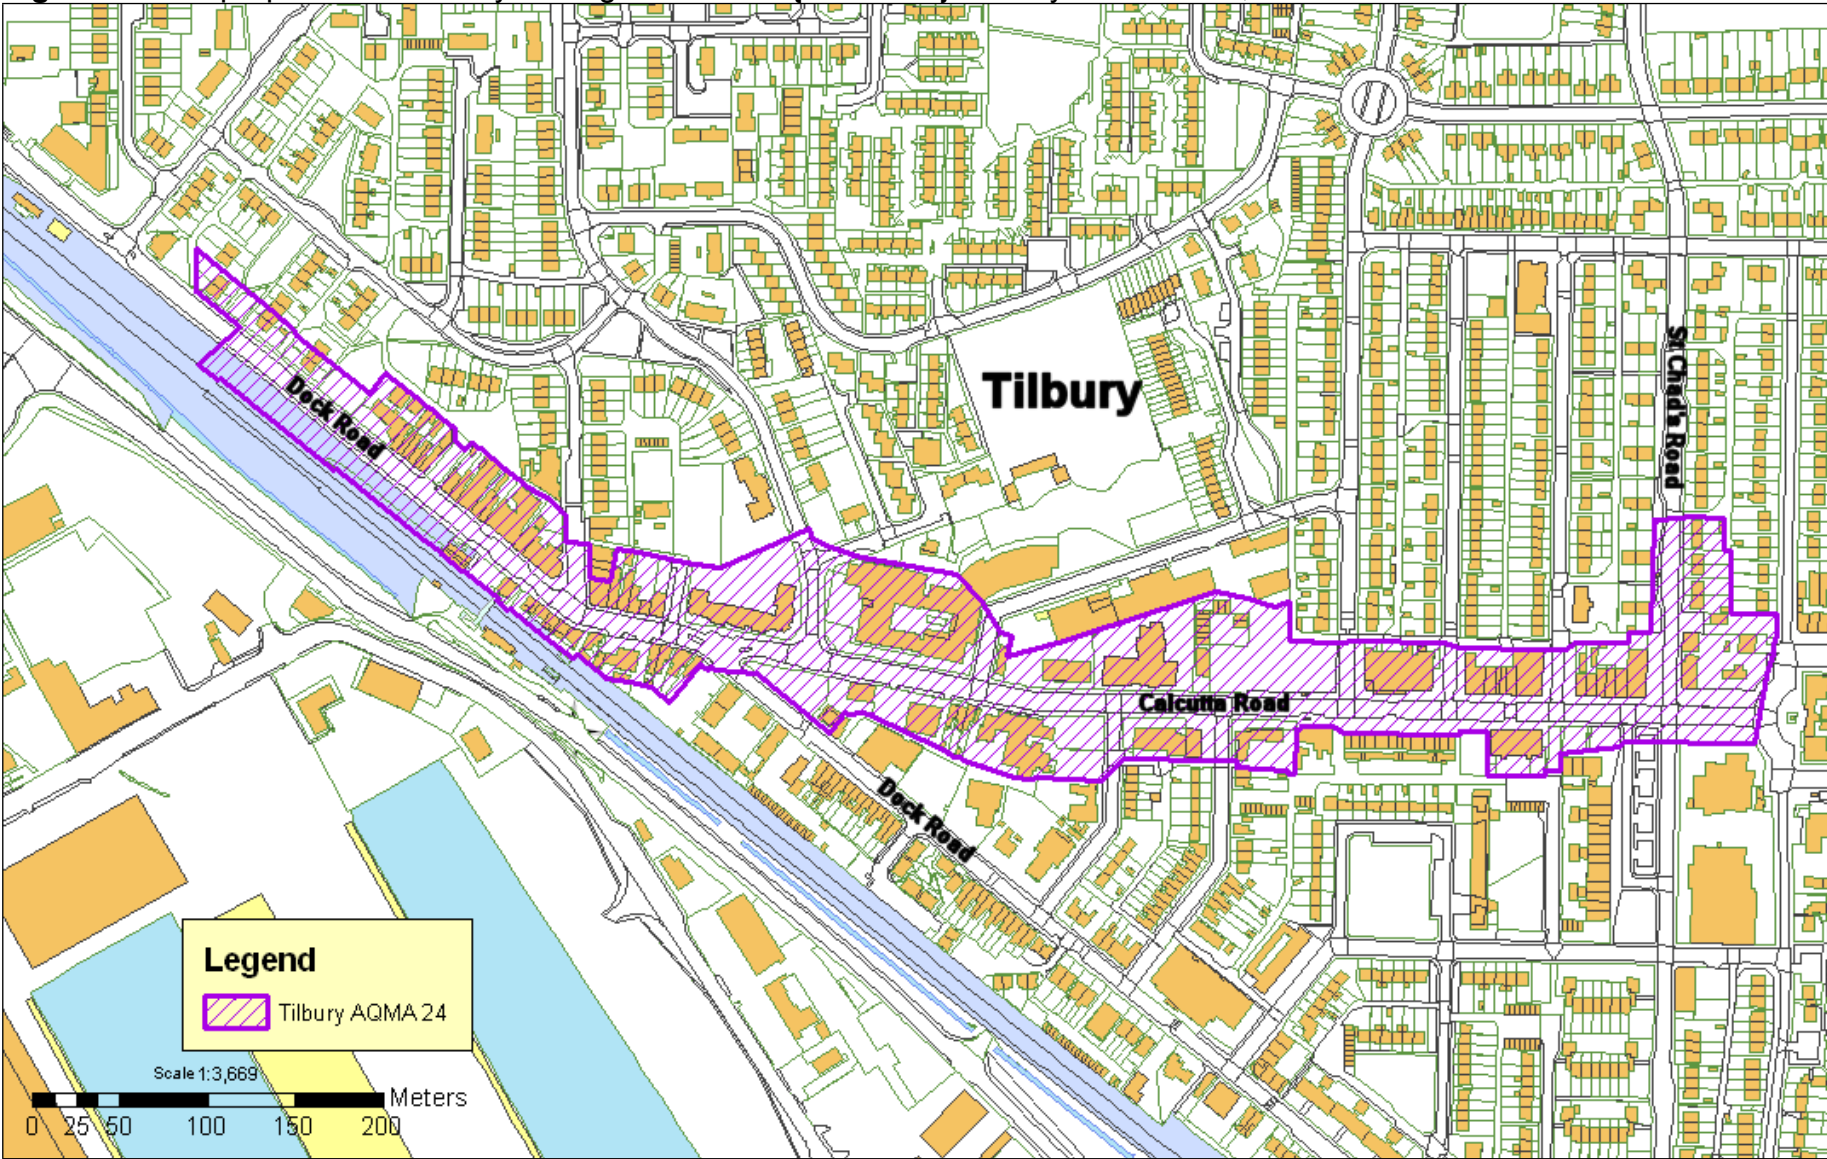 Tilbury
St Chad's Road
Dock Road
Calcutta Road
Dock Road
Legend
Tilbury AQMA 24
Scale 1:3,669
Meters
0 25 50 100 150 200